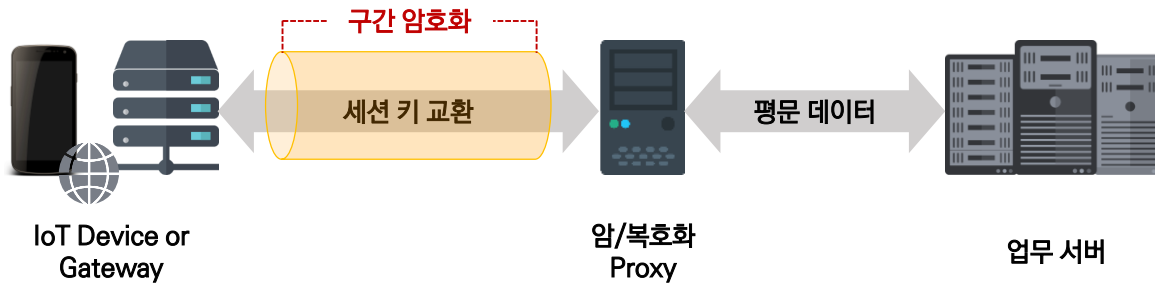 구간 암호화
세션 키 교환
평문 데이터
IoT Device or
Gateway
암/복호화
Proxy
업무 서버